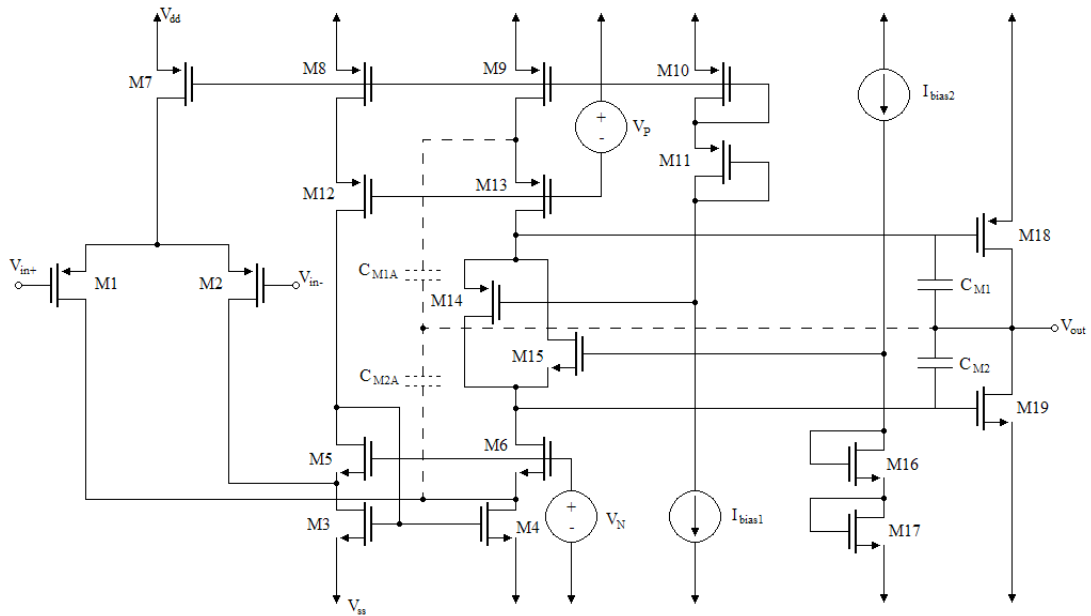 Vdd
M7
M8
M9
M10
+
-
VP
Ibias2
M11
M12
M13
Vin+
M1
M2
Vin-
CM1A
M14
M18
CM1
Vout
M15
CM2A
CM2
M19
M5
M6
M16
M3
M4
+
-
VN
Ibias1
M17
Vss